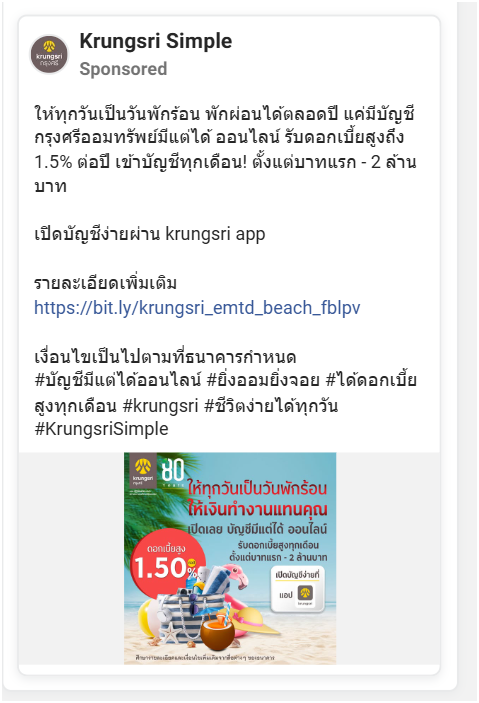 Krungsri Simple
Sponsored
krungsri
กรุงศรี
ให้ทุกวันเป็นวันพักร้อน พักผ่อนได้ตลอดปี แค่มีบัญชี
กรุงศรีออมทรัพย์มีแต่ได้ ออนไลน์ รับดอกเบี้ยสูงถึง
1.5% ต่อปี เข้าบัญชีทุกเดือน! ตั้งแต่บาทแรก - 2 ล้าน
บาท
เปิดบัญชีง่ายผ่าน krungsri app
รายละเอียดเพิ่มเติม
https://bit.ly/krungsri_emtd_beach_fblpv
เงื่อนไขเป็นไปตามที่ธนาคารกำหนด
#บัญชีมีแต่ได้ออนไลน์ #ยิ่งออมยิ่งจอย #ได้ดอกเบี้ย
สูงทุกเดือน #krungsri #ชีวิตง่ายได้ทุกวัน
#KrungsriSimple
krungsri
กรุงศรี
80
ให้ทุกวันเป็นวันพักร้อน
ให้เงินทำงานแทนคุณ
เปิดเลย บัญชีมีแต่ได้ ออนไลน์
รับดอกเบี้ยสูงทุกเดือน
ตั้งแต่บาทแรก - 2 ล้านบาท
ดอกเบี้ยสูง
1.50%
เปิดบัญชีง่ายที่
แอป
krungsri